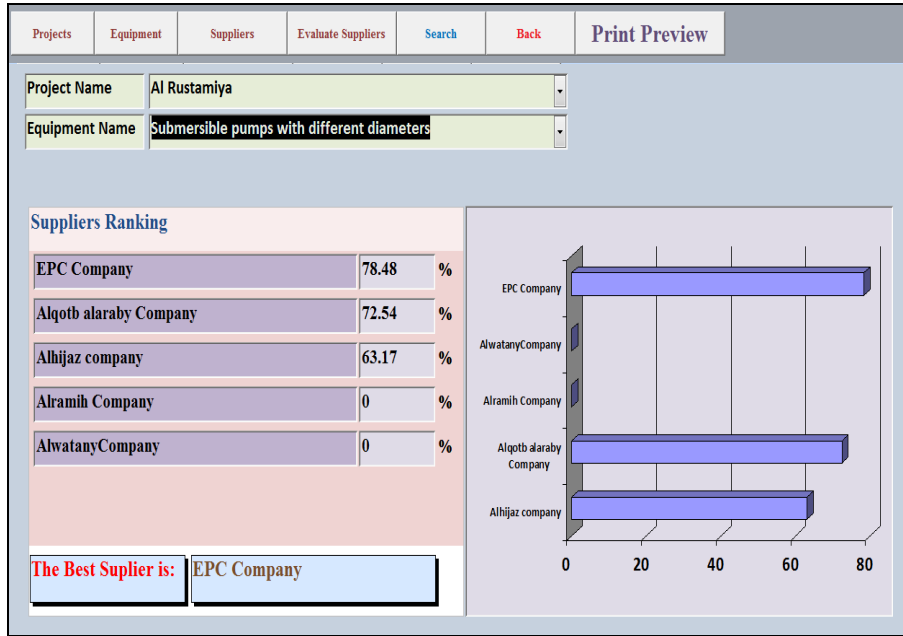 Projects Equipment Suppliers Evaluate Suppliers Search Back Print Preview
Project Name Al Rustamiya
Equipment Name Submersible pumps with different diameters
Suppliers Ranking
EPC Company 78.48 %
Alqotb alaraby Company 72.54 %
Alhijaz company 63.17 %
Alramih Company 0 %
AlwatanyCompany 0 %
The Best Suplier is: EPC Company
EPC Company
AlwatanyCompany
Alramih Company
Alqotb alaraby
Company
Alhijaz company
0 20 40 60 80